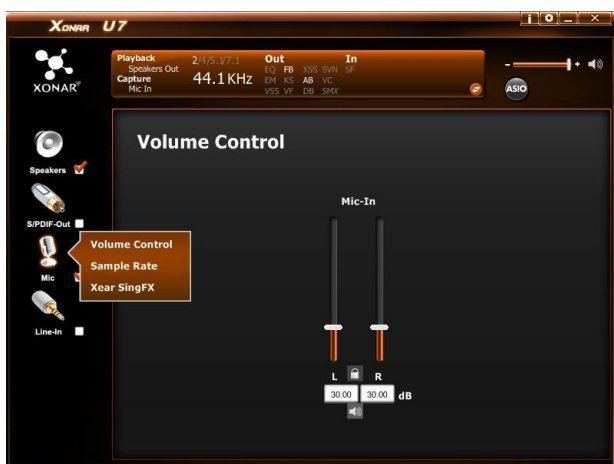 XONAR U7
Playback 2/4/5.1/7.1 Out In
Speakers Out EQ FB XSS SVN SF
Capture 44.1KHz EM KS AB VC
Mic In VSS VF DB SMX
XONAR
ASIO
Volume Control
Speakers
Mic-In
S/PDIF-Out
Volume Control
Sample Rate
Xear SingFX
Mic
Line-In
L R
30.00 30.00 dB